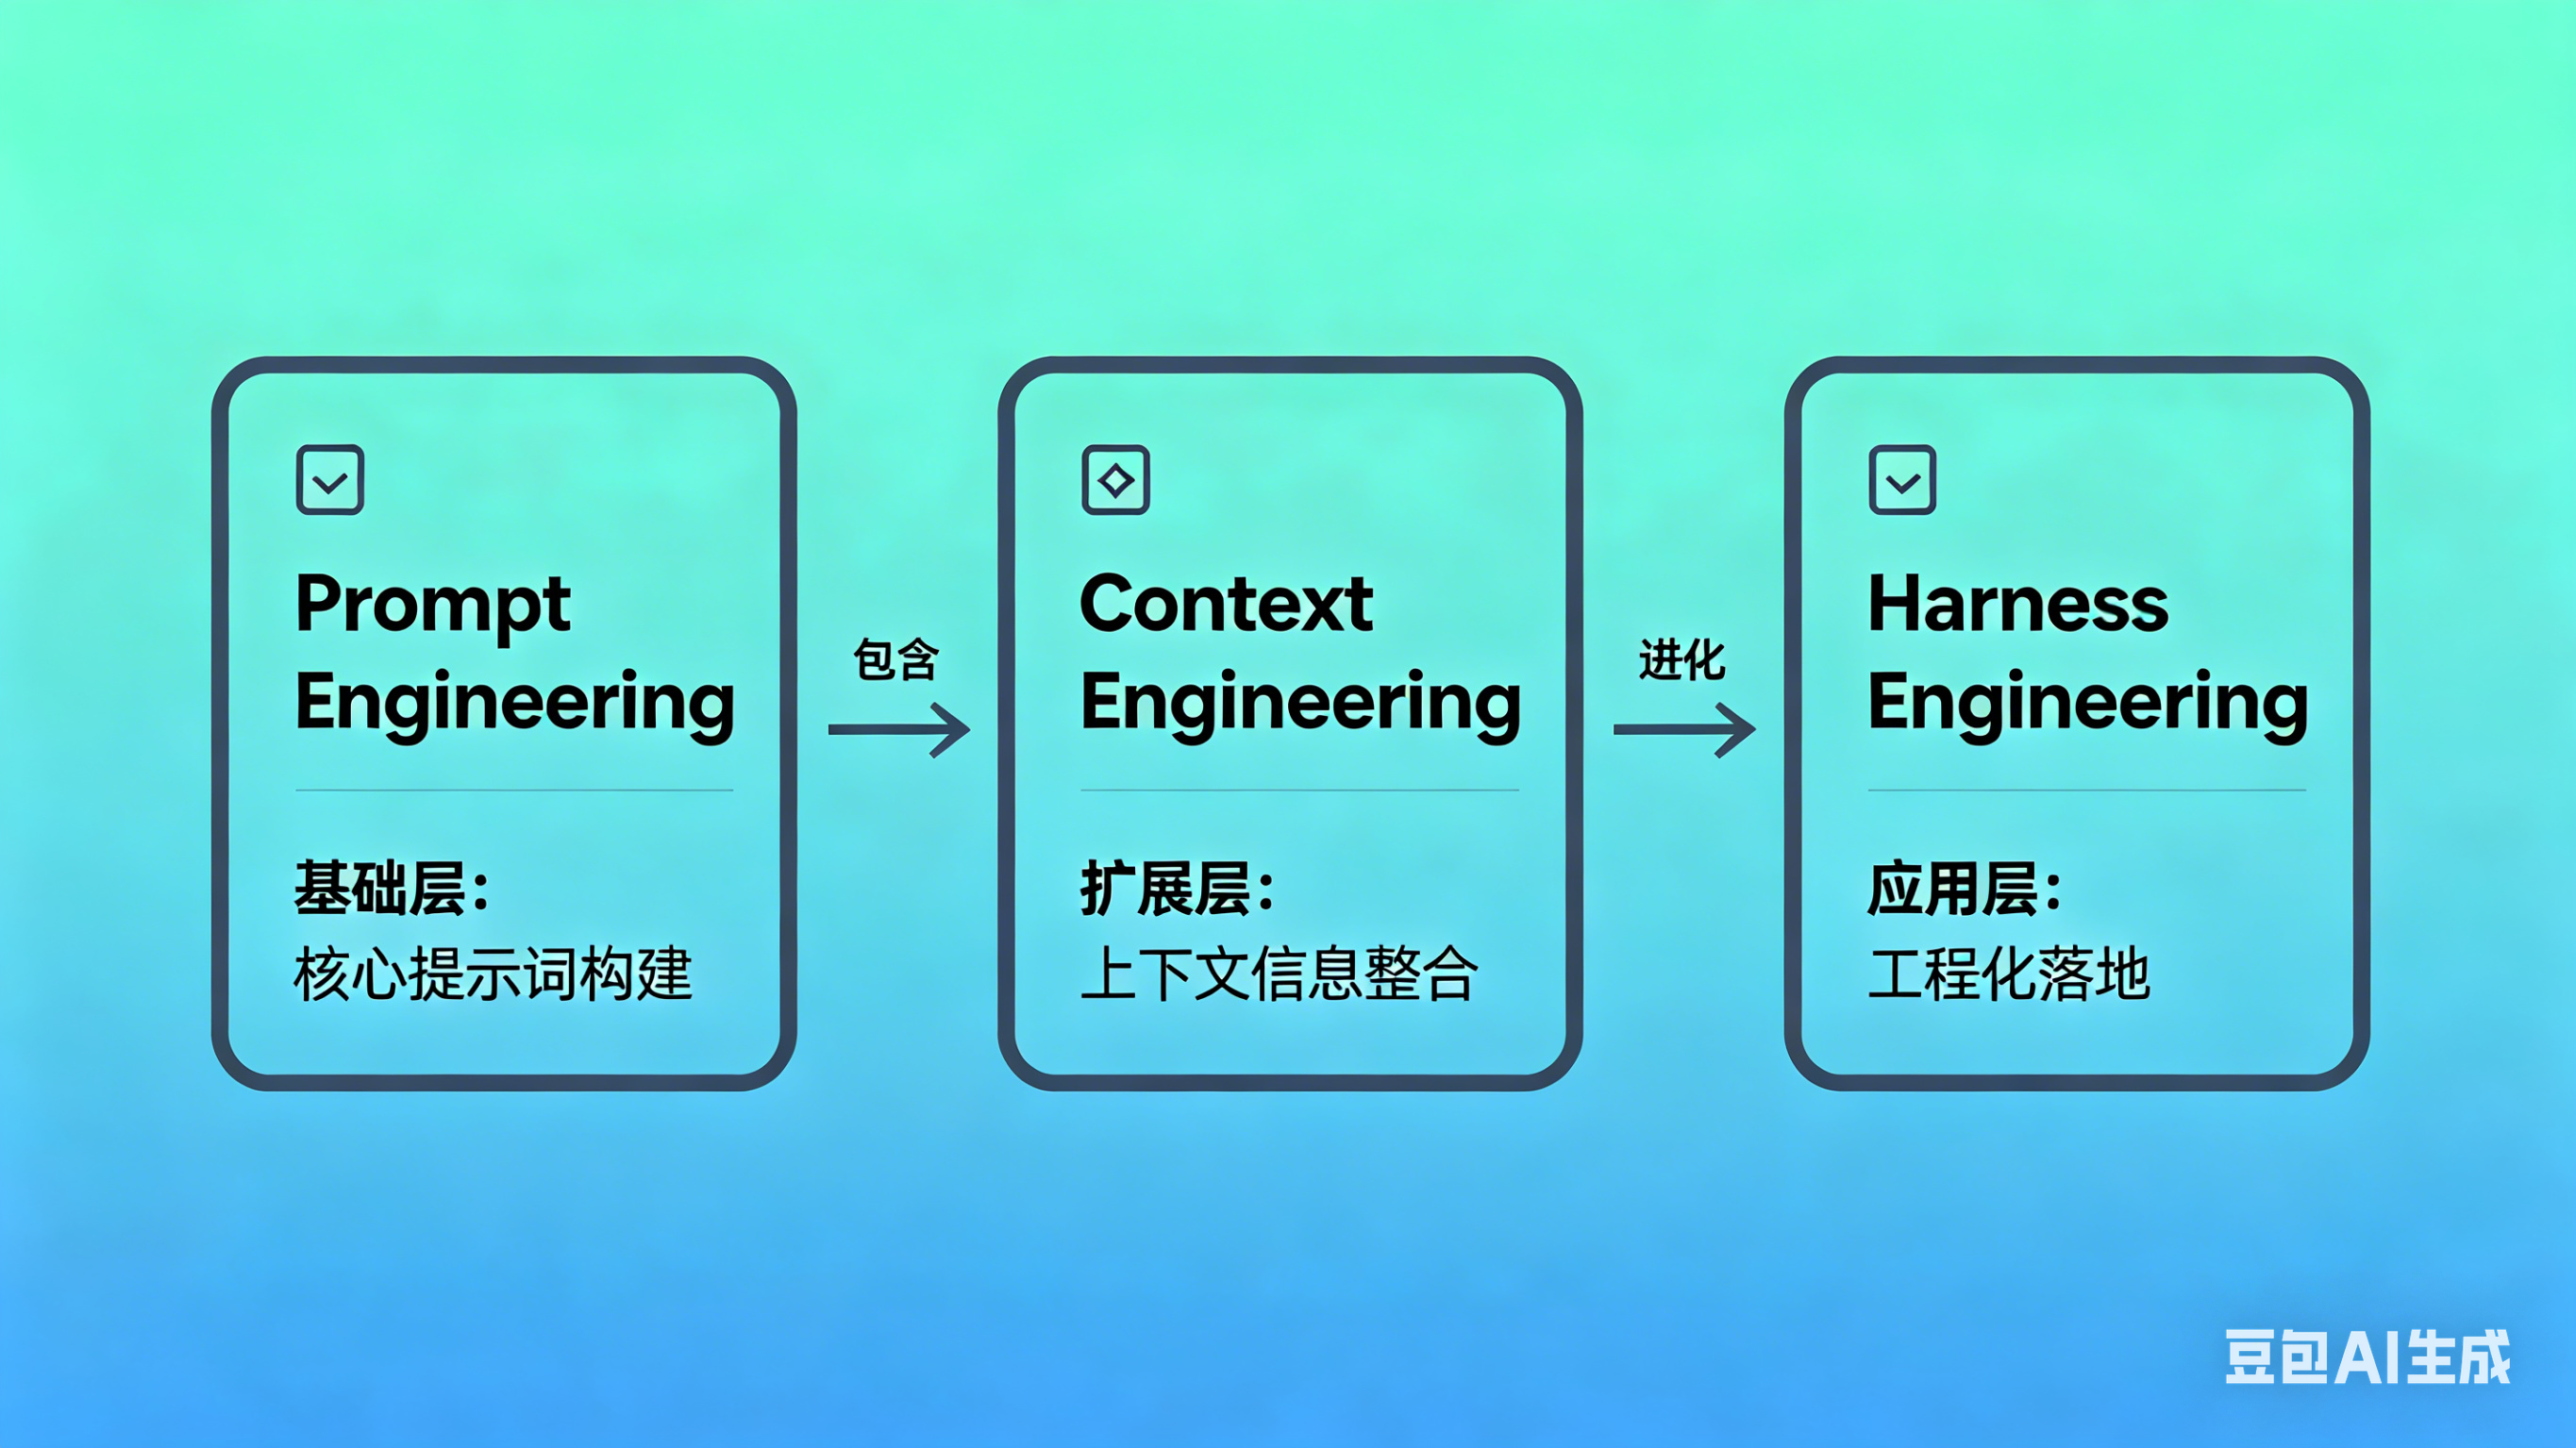 Prompt
Engineering
基础层：
核心提示词构建
包含
Context
Engineering
扩展层：
上下文信息整合
进化
Harness
Engineering
应用层：
工程化落地
豆包AI生成